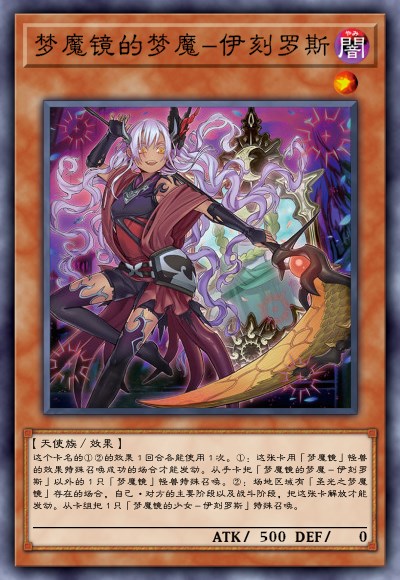 梦魔镜的梦魔-伊刻罗斯
やみ
闇
【天使族/效果】
这个卡名的①②的效果1回合各能使用1次。①:这张卡用「梦魔镜」怪兽
的效果特殊召唤成功的场合才能发动。从手卡把「梦魔镜的梦魔-伊刻罗
斯」以外的1只「梦魔镜」怪兽特殊召唤。②:场地区域有「圣光之梦魔
镜」存在的场合,自己·对方的主要阶段以及战斗阶段,把这张卡解放才能发
动。从卡组把1只「梦魔镜的少女-伊刻罗斯」特殊召唤。
ATK/ 500 DEF/ 0